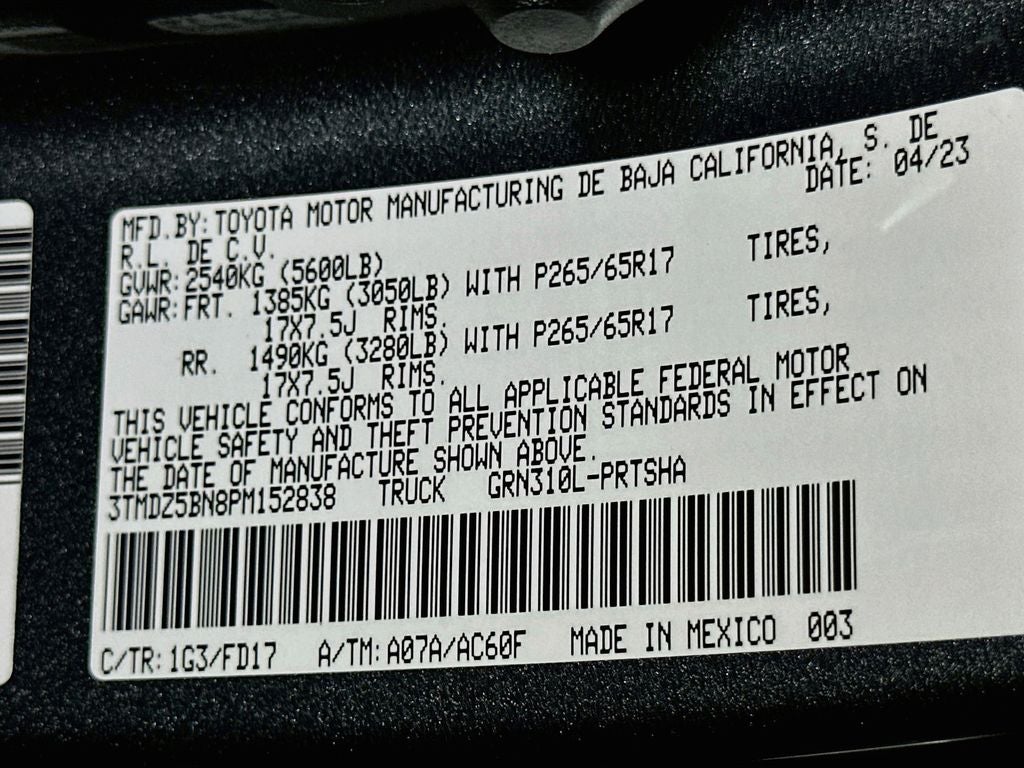 MFD.BY:TOYOTA MOTOR MANUFACTURING DE BAJA CALIFORNIA, S. DE
R.L. DE C.V. DATE: 04/23
GVWR:2540KG (5600LB)
GAWR:FRT. 1385KG (3050LB) WITH P265/65R17 TIRES,
17X7.5J RIMS.
RR. 1490KG (3280LB) WITH P265/65R17 TIRES,
17X7.5J RIMS.
THIS VEHICLE CONFORMS TO ALL APPLICABLE FEDERAL MOTOR
VEHICLE SAFETY AND THEFT PREVENTION STANDARDS IN EFFECT ON
THE DATE OF MANUFACTURE SHOWN ABOVE.
3TMDZ5BN8PM152838 TRUCK GRN310L-PRTSHA
C/TR:1G3/FD17 A/TM:A07A/AC60F MADE IN MEXICO 003